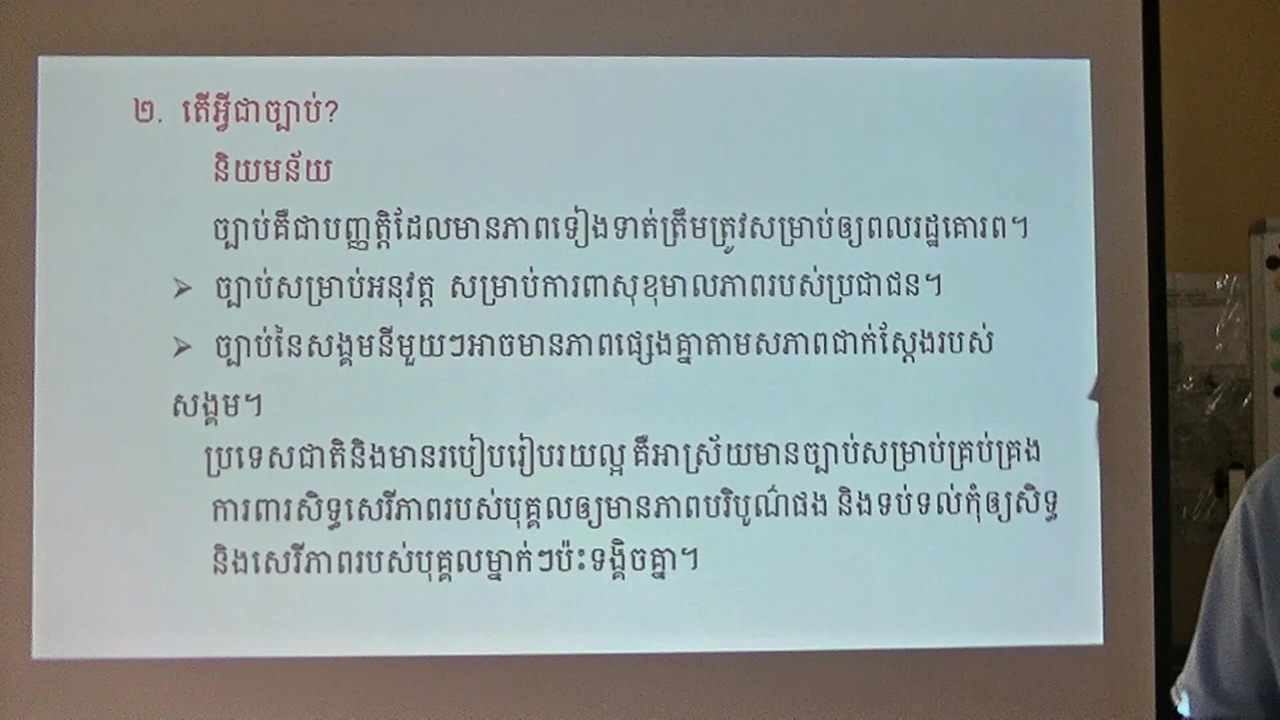 ២. តើអ្វីជាច្បាប់?
និយមន័យ
ច្បាប់គឺជាបញ្ញត្តិដែលមានភាពទៀងទាត់ត្រឹមត្រូវសម្រាប់ឲ្យពលរដ្ឋគោរព។
➢ ច្បាប់សម្រាប់អនុវត្ត សម្រាប់ការពាសុខុមាលភាពរបស់ប្រជាជន។
➢ ច្បាប់នៃសង្គមនីមួយៗអាចមានភាពផ្សេងគ្នាតាមសភាពជាក់ស្តែងរបស់
សង្គម។
ប្រទេសជាតិនិងមានរបៀបរៀបរយល្អ គឺអាស្រ័យមានច្បាប់សម្រាប់គ្រប់គ្រង
ការពារសិទ្ធសេរីភាពរបស់បុគ្គលឲ្យមានភាពបរិបូណ៌ផង និងទប់ទល់កុំឲ្យសិទ្ធ
និងសេរីភាពរបស់បុគ្គលម្នាក់ៗប៉ះទង្គិចគ្នា។